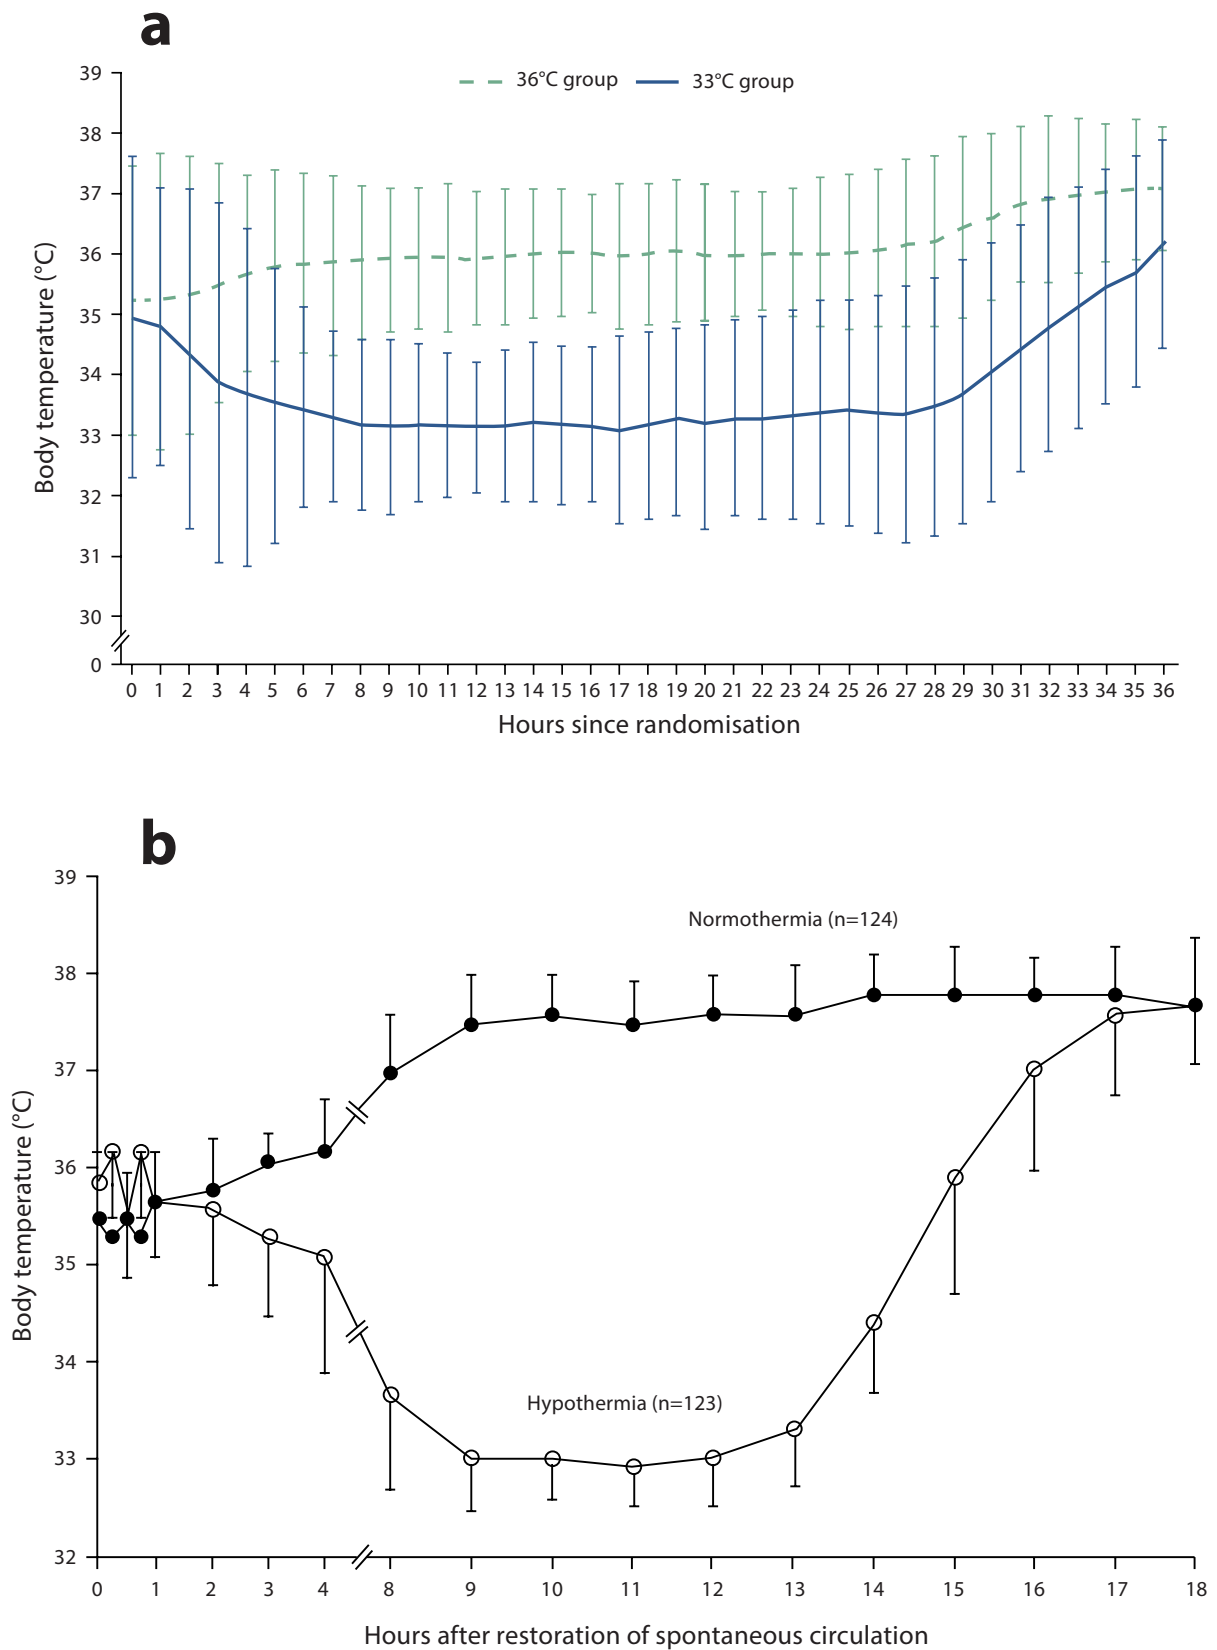 a
36°C group
33°C group
39
38
37
36
35
34
33
32
31
30
0
Body temperature (°C)
0 1 2 3 4 5 6 7 8 9 10 11 12 13 14 15 16 17 18 19 20 21 22 23 24 25 26 27 28 29 30 31 32 33 34 35 36
Hours since randomisation
b
39
38
37
36
35
34
33
32
Body temperature (°C)
Normothermia (n=124)
Hypothermia (n=123)
0 1 2 3 4 8 9 10 11 12 13 14 15 16 17 18
Hours after restoration of spontaneous circulation